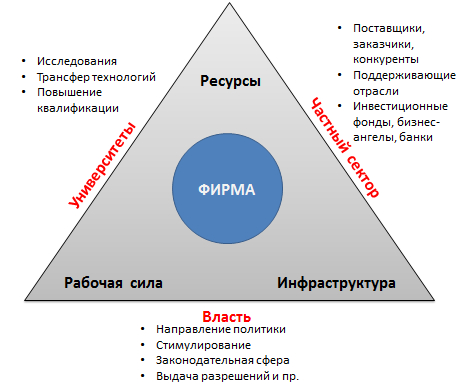 • Исследования
• Трансфер технологий
• Повышение
квалификации
• Поставщики,
заказчики,
конкуренты
• Поддерживающие
отрасли
• Инвестиционные
фонды, бизнес-
ангелы, банки
Ресурсы
Университеты
Частный сектор
ФИРМА
Рабочая сила
Инфраструктура
Власть
• Направление политики
• Стимулирование
• Законодательная сфера
• Выдача разрешений и пр.